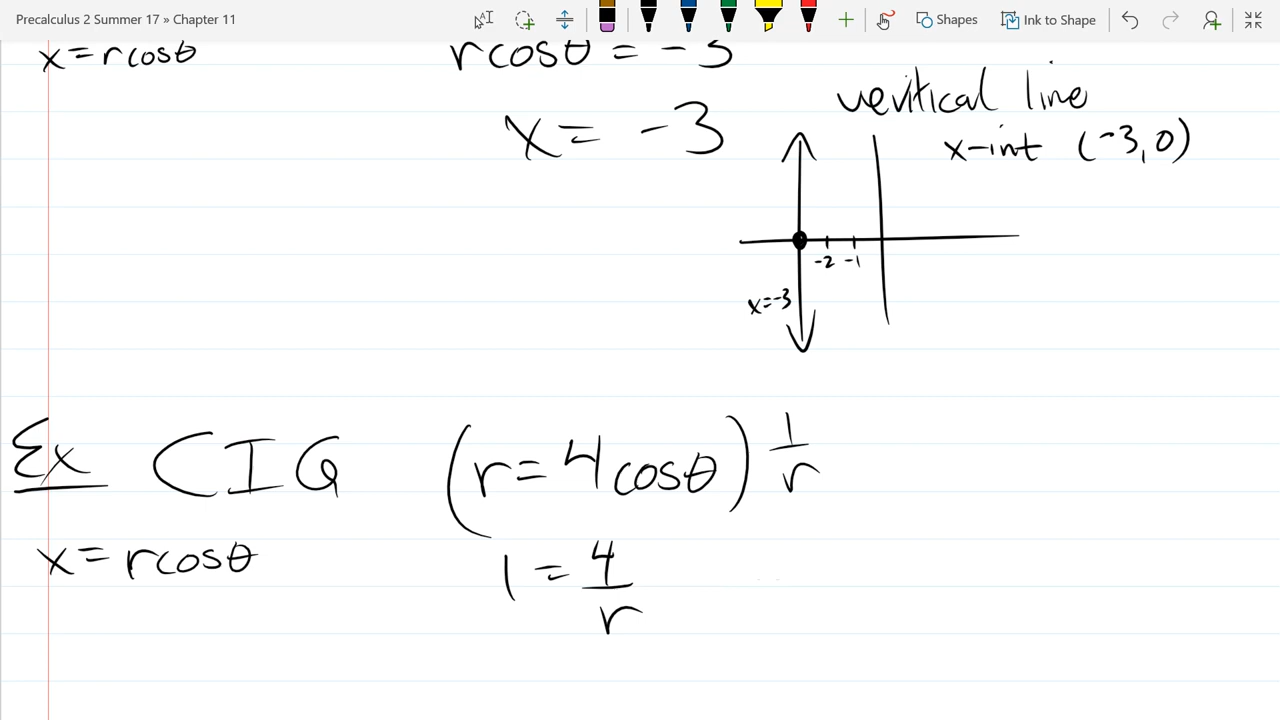 Precalculus 2 Summer 17 » Chapter 11
Shapes
Ink to Shape
x = rcosθ
rcosθ = -3
x = -3
veritical line
x-int (-3,0)
-2 -1
x=-3
Ex CIG (r = 4cosθ) 1/r
x = rcosθ
1 = 4/r